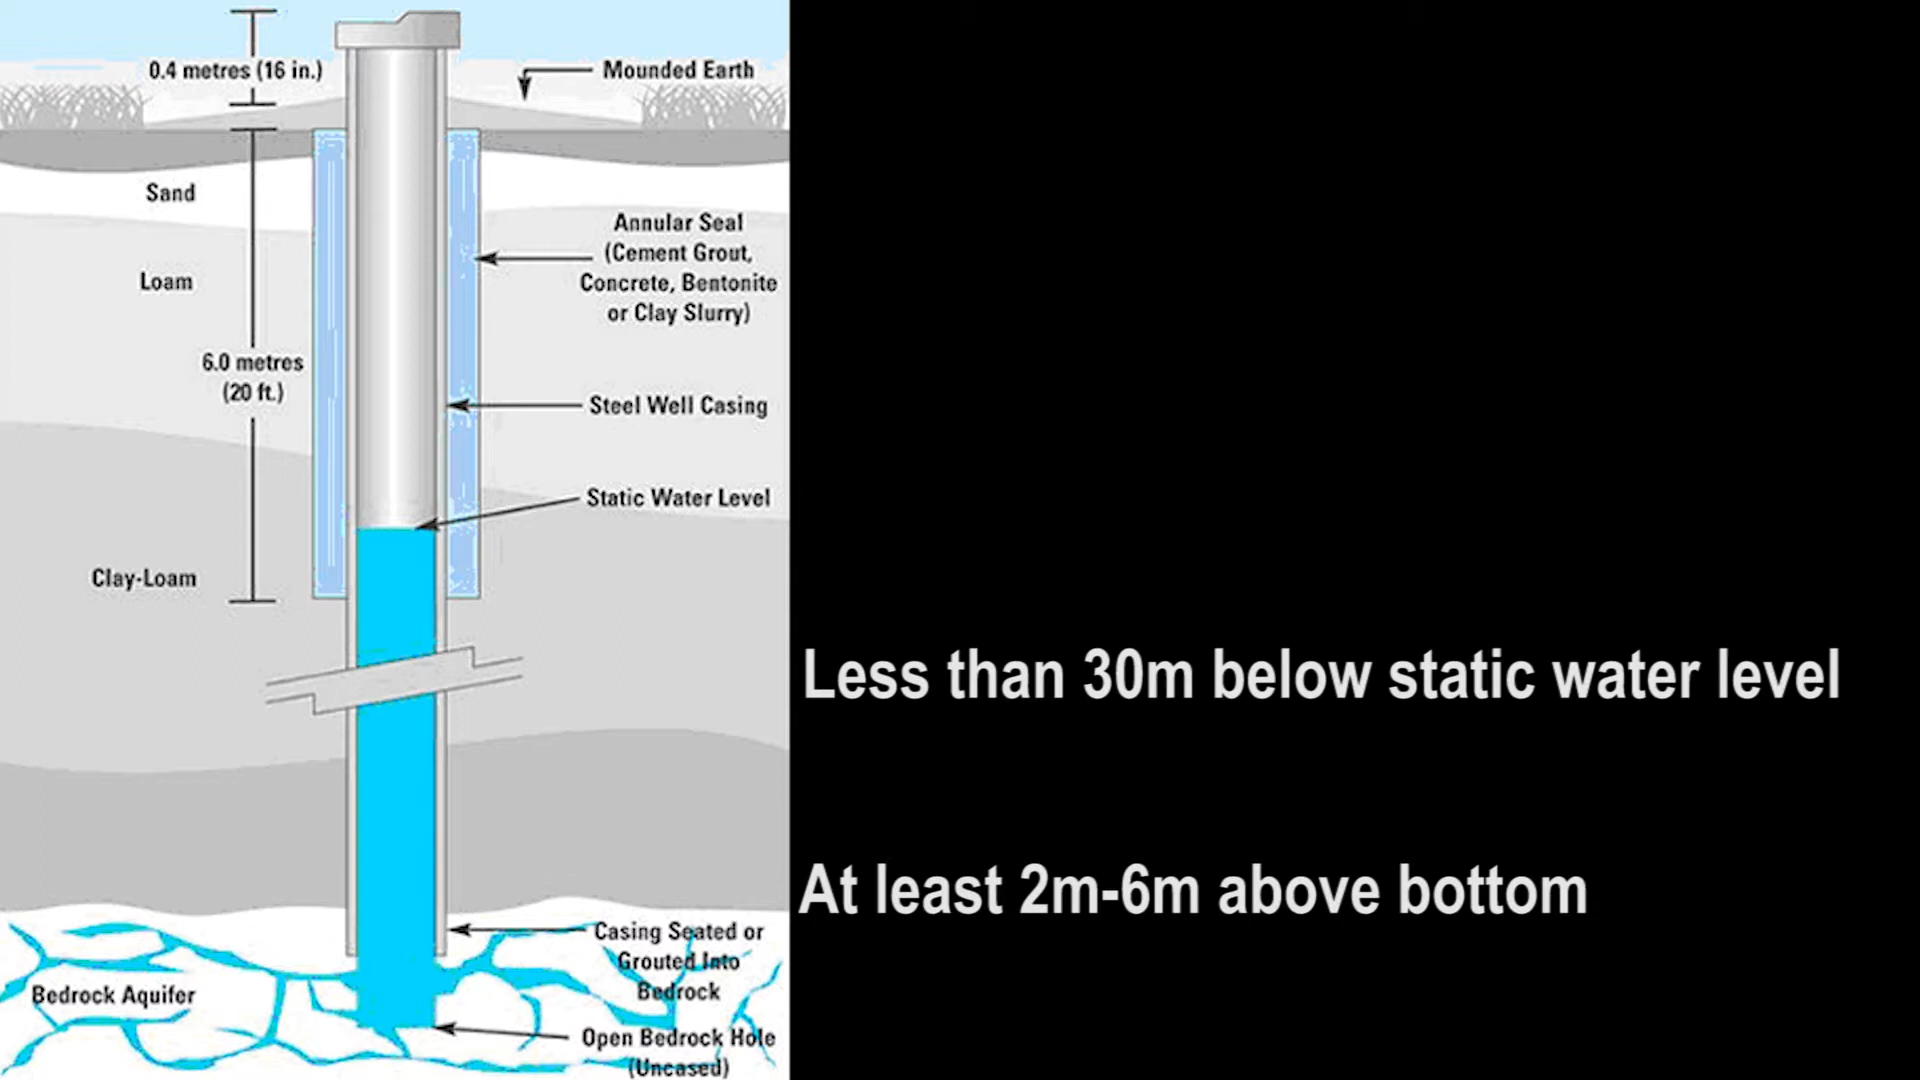 0.4 metres (16 in.)
Mounded Earth
Sand
Annular Seal
(Cement Grout,
Concrete, Bentonite
or Clay Slurry)
Loam
6.0 metres
(20 ft.)
Steel Well Casing
Static Water Level
Clay-Loam
Less than 30m below static water level
At least 2m-6m above bottom
Casing Seated or
Grouted Into
Bedrock
Bedrock Aquifer
Open Bedrock Hole
(Uncased)